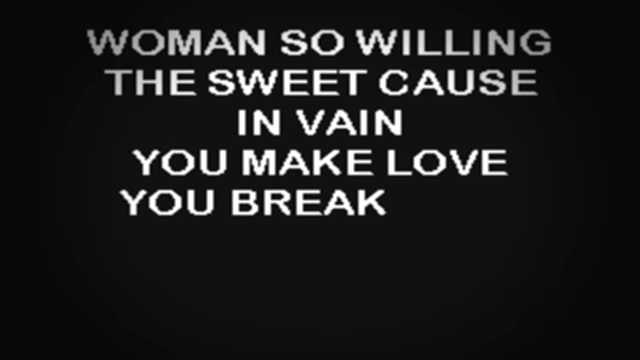 WOMAN SO WILLING
THE SWEET CAUSE
IN VAIN
YOU MAKE LOVE
YOU BREAK